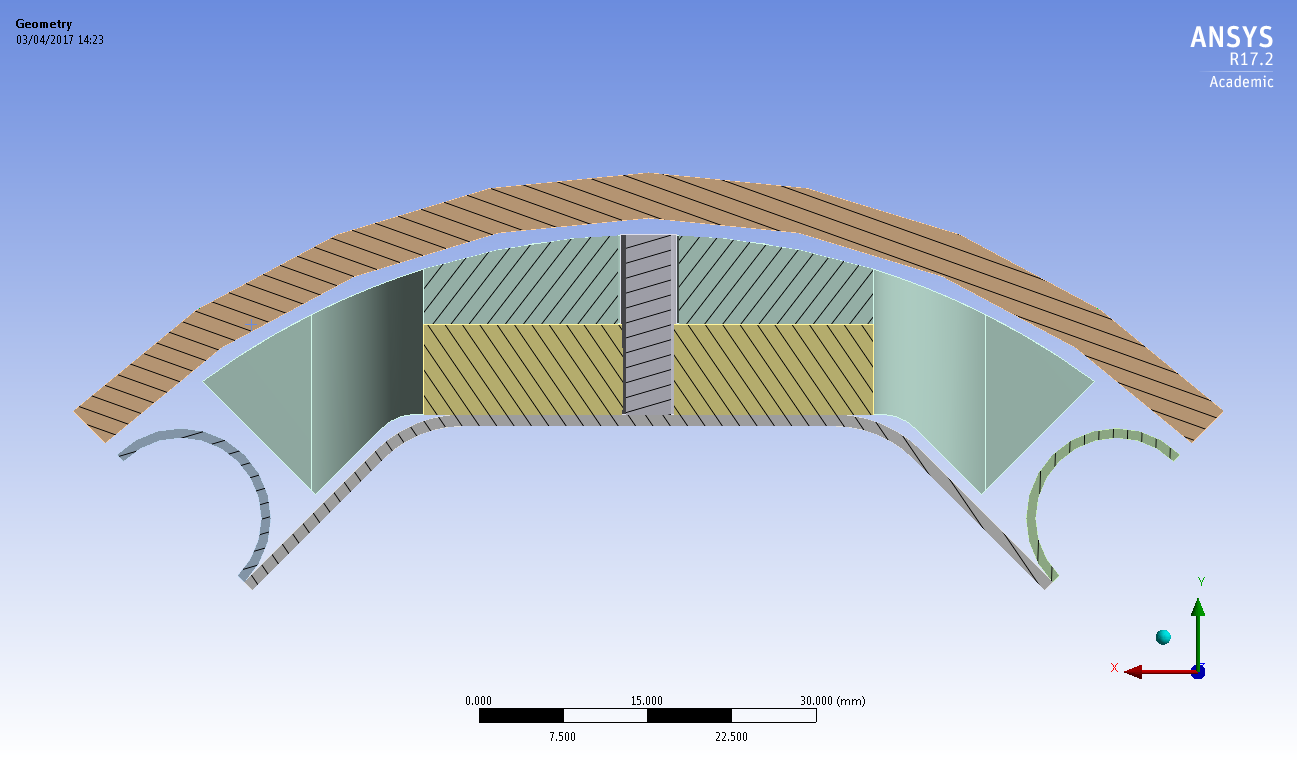 Geometry
03/04/2017 14:23
ANSYS
R17.2
Academic
Y
X
0.000 15.000 30.000 (mm)
7.500 22.500